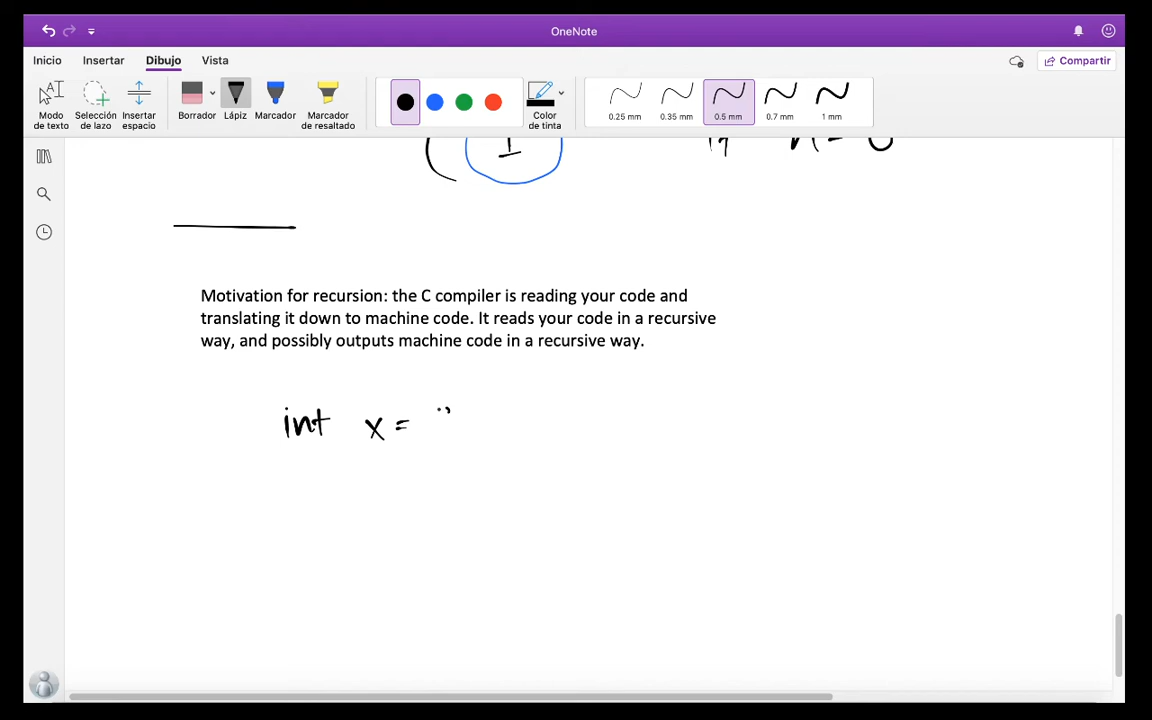 OneNote
Inicio Insertar Dibujo Vista Compartir
Modo de texto
Selección de lazo
Insertar espacio
Borrador
Lápiz
Marcador
Marcador de resaltado
Color de tinta
0.25 mm 0.35 mm 0.5 mm 0.7 mm 1 mm
Motivation for recursion: the C compiler is reading your code and
translating it down to machine code. It reads your code in a recursive
way, and possibly outputs machine code in a recursive way.
int x = "